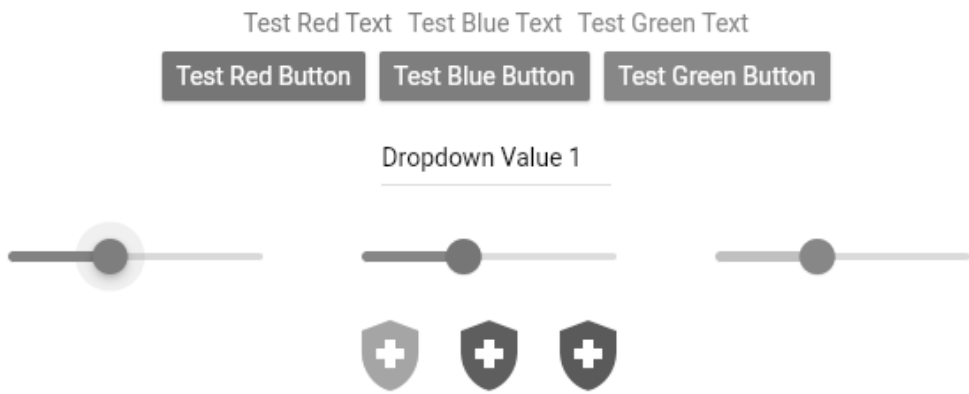 Test Red Text Test Blue Text Test Green Text
Test Red Button Test Blue Button Test Green Button
Dropdown Value 1